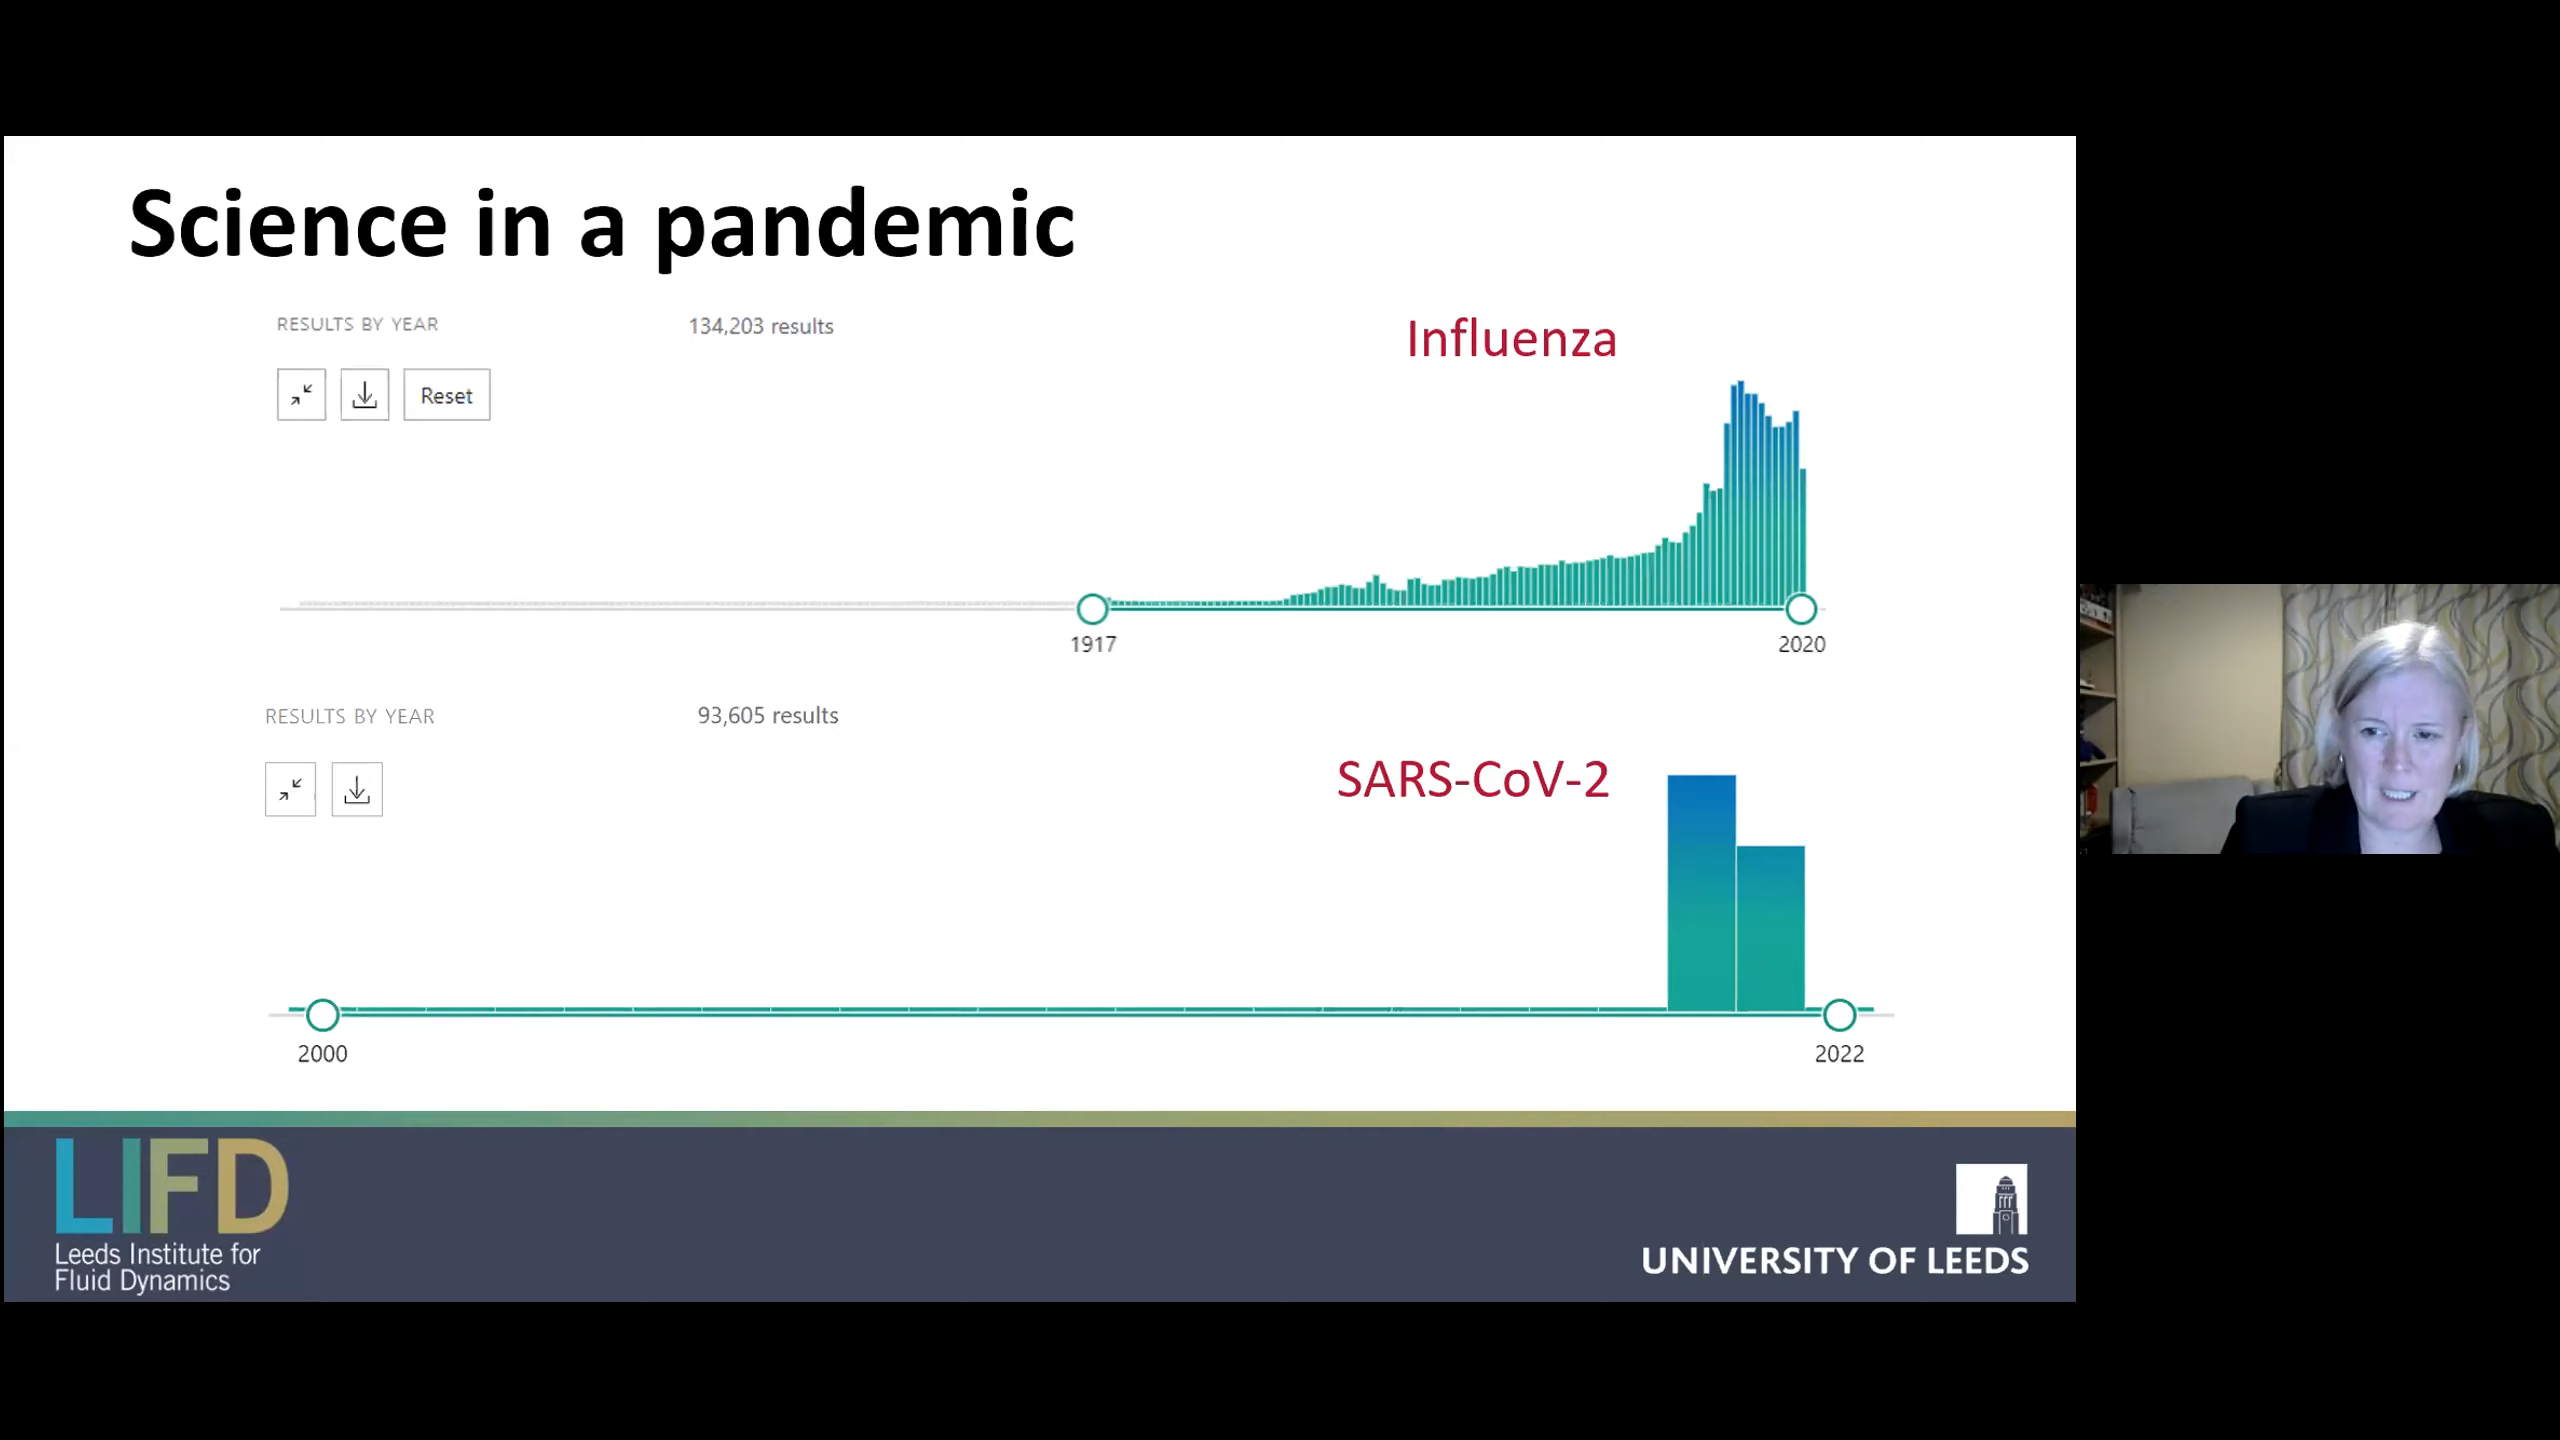 Science in a pandemic
RESULTS BY YEAR
134,203 results
Influenza
Reset
1917
2020
RESULTS BY YEAR
93,605 results
SARS-CoV-2
2000
2022
LIFD
Leeds Institute for
Fluid Dynamics
UNIVERSITY OF LEEDS